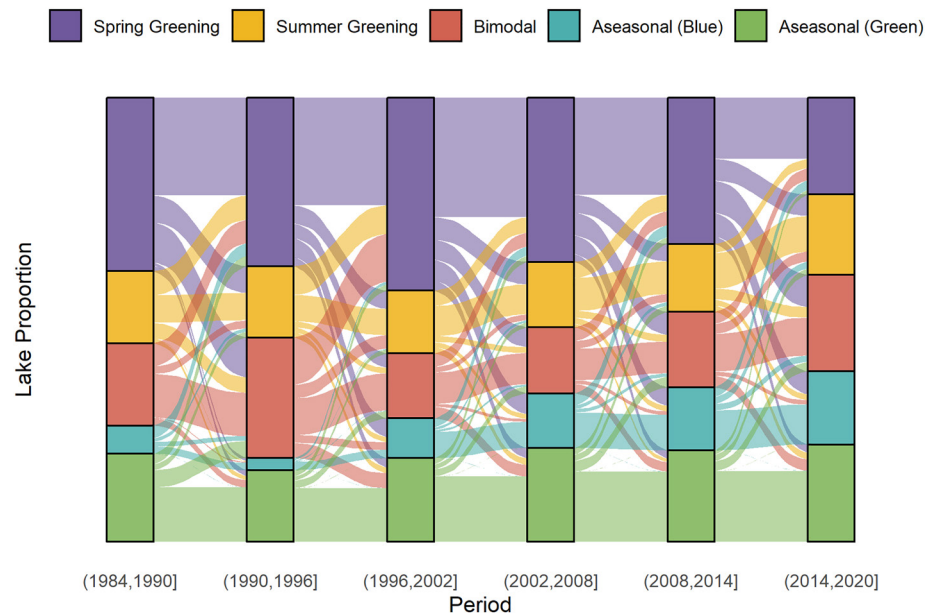 Spring Greening Summer Greening Bimodal Aseasonal (Blue) Aseasonal (Green)
Lake Proportion
(1984,1990] (1990,1996] (1996,2002] (2002,2008] (2008,2014] (2014,2020]
Period